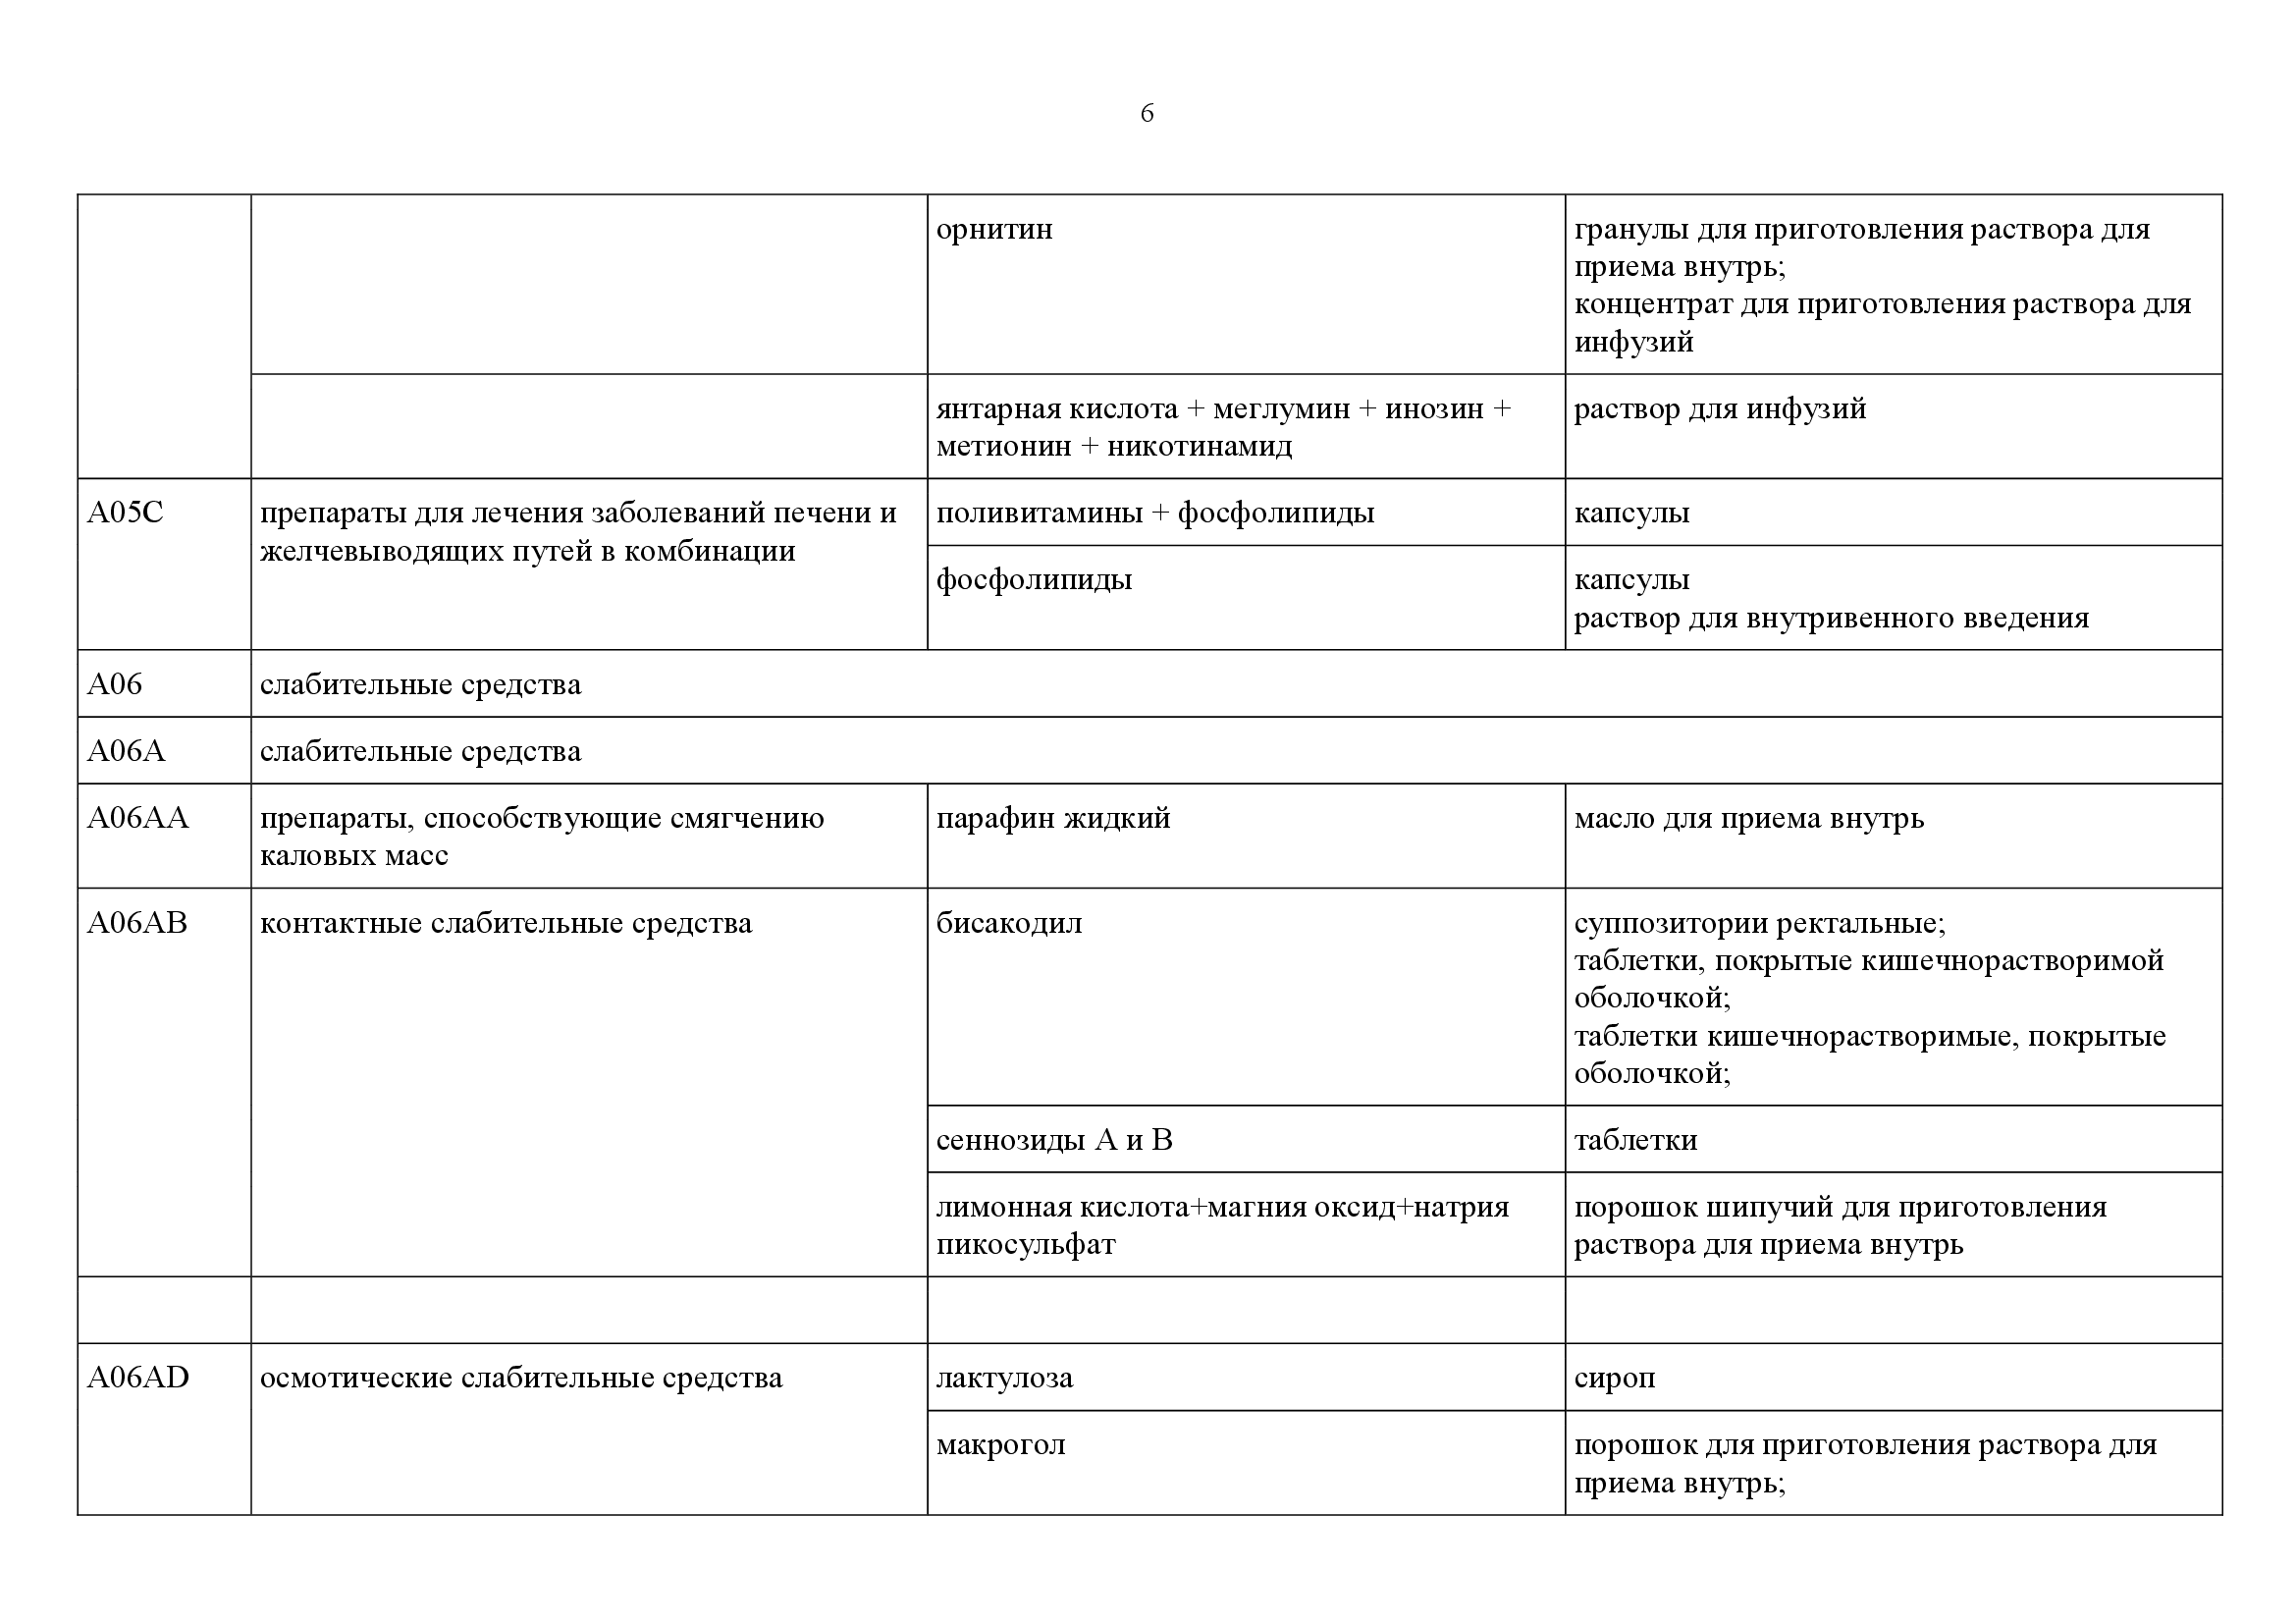 6
орнитин
гранулы для приготовления раствора для
приема внутрь;
концентрат для приготовления раствора для
инфузий
янтарная кислота + меглумин + инозин +
метионин + никотинамид
раствор для инфузий
A05C
препараты для лечения заболеваний печени и
желчевыводящих путей в комбинации
поливитамины + фосфолипиды
капсулы
фосфолипиды
капсулы
раствор для внутривенного введения
A06
слабительные средства
A06A
слабительные средства
A06AA
препараты, способствующие смягчению
каловых масс
парафин жидкий
масло для приема внутрь
A06AB
контактные слабительные средства
бисакодил
суппозитории ректальные;
таблетки, покрытые кишечнорастворимой
оболочкой;
таблетки кишечнорастворимые, покрытые
оболочкой;
сеннозиды А и В
таблетки
лимонная кислота+магния оксид+натрия
пикосульфат
порошок шипучий для приготовления
раствора для приема внутрь
A06AD
осмотические слабительные средства
лактулоза
сироп
макрогол
порошок для приготовления раствора для
приема внутрь;